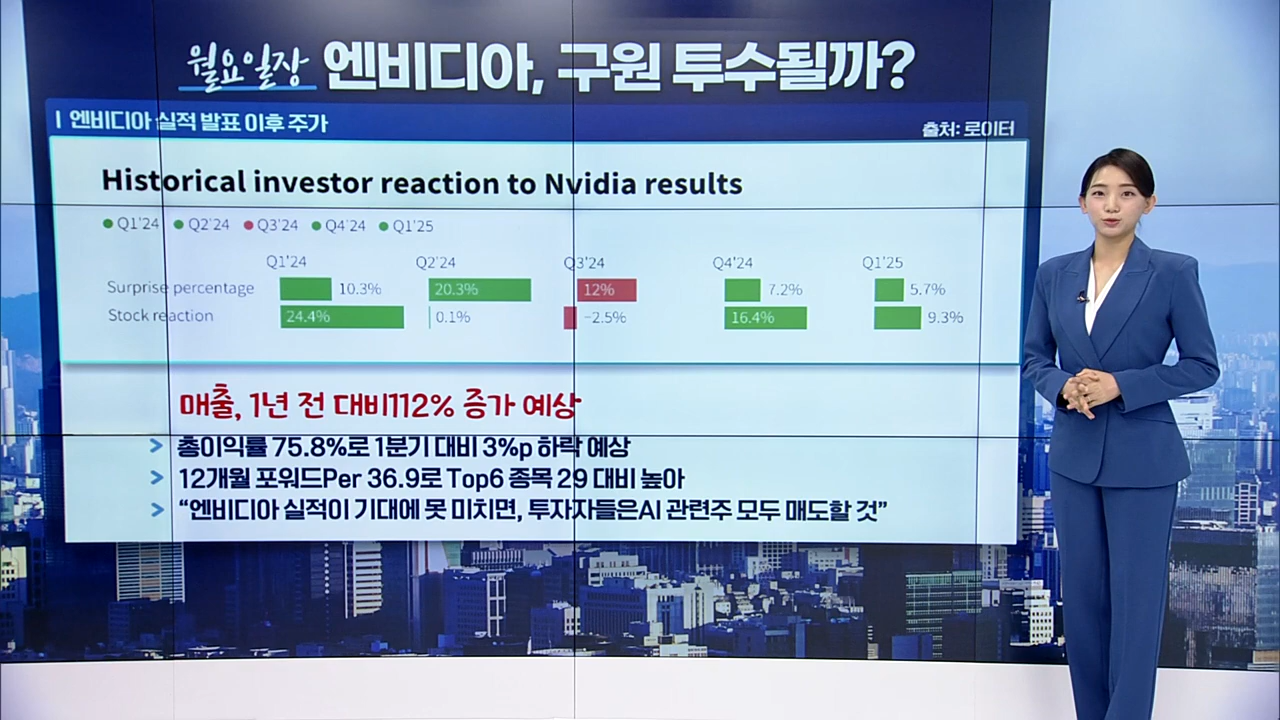 월요일장 엔비디아, 구원 투수될까?
| 엔비디아 실적 발표 이후 주가
출처: 로이터
Historical investor reaction to Nvidia results
Q1'24 Q2'24 Q3'24 Q4'24 Q1'25
Q1'24 Q2'24 Q3'24 Q4'24 Q1'25
Surprise percentage 10.3% 20.3% 12% 7.2% 5.7%
Stock reaction 24.4% 0.1% -2.5% 16.4% 9.3%
매출, 1년 전 대비112% 증가 예상
> 총이익률 75.8%로 1분기 대비 3%p 하락 예상
> 12개월 포워드Per 36.9로 Top6 종목 29 대비 높아
> “엔비디아 실적이 기대에 못 미치면, 투자자들은AI 관련주 모두 매도할 것”